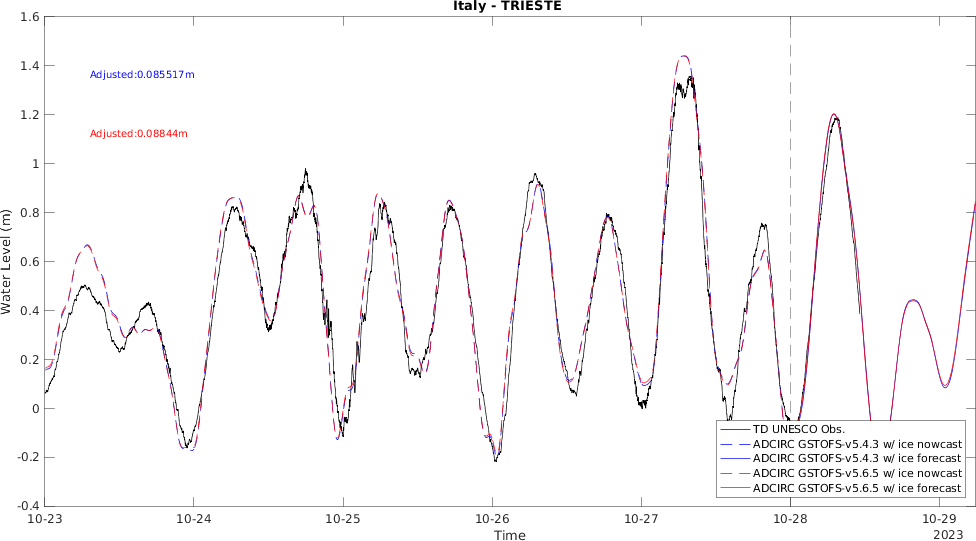 Italy - TRIESTE
1.6
1.4
1.2
1
0.8
0.6
0.4
0.2
0
-0.2
-0.4
Water Level (m)
Adjusted:0.085517m
Adjusted:0.08844m
TD UNESCO Obs.
ADCIRC GSTOFS-v5.4.3 w/ ice nowcast
ADCIRC GSTOFS-v5.4.3 w/ ice forecast
ADCIRC GSTOFS-v5.6.5 w/ ice nowcast
ADCIRC GSTOFS-v5.6.5 w/ ice forecast
10-23 10-24 10-25 10-26 10-27 10-28 10-29
Time 2023